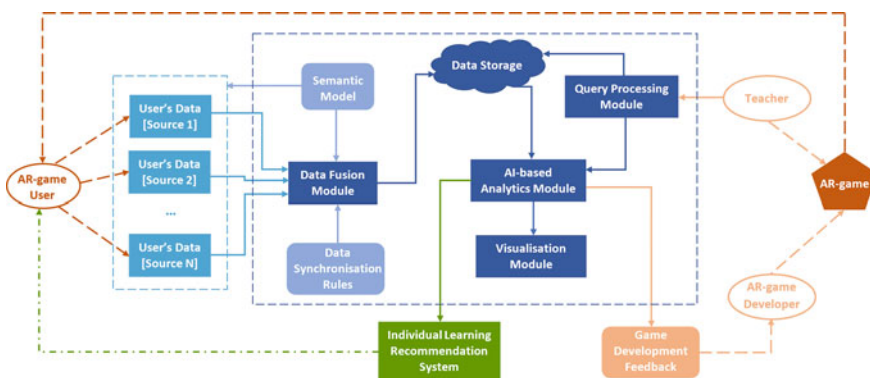 Semantic
Model
Data Storage
Query Processing
Module
Teacher
User's Data
[Source 1]
AR-game
User
User's Data
[Source 2]
...
User's Data
[Source N]
Data Fusion
Module
AI-based
Analytics Module
AR-game
Data
Synchronisation
Rules
Visualisation
Module
AR-game
Developer
Individual Learning
Recommendation
System
Game
Development
Feedback